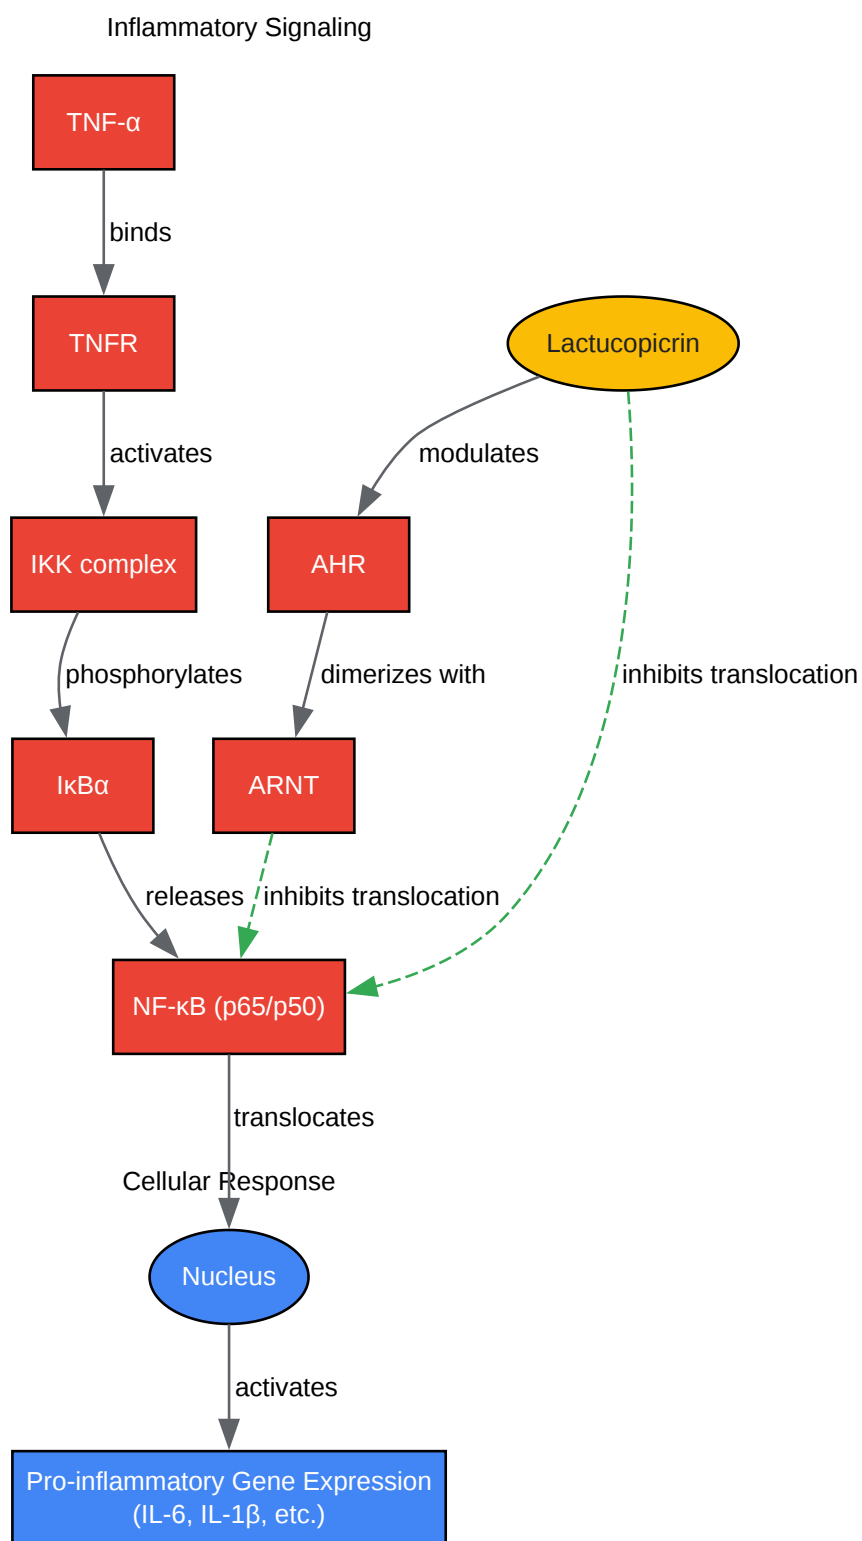 Inflammatory Signaling
TNF-α
binds
TNFR
Lactucopicrin
activates
modulates
IKK complex
AHR
phosphorylates
dimerizes with
inhibits translocation
IκBα
ARNT
releases
inhibits translocation
NF-κB (p65/p50)
translocates
Cellular Response
Nucleus
activates
Pro-inflammatory Gene Expression
(IL-6, IL-1β, etc.)